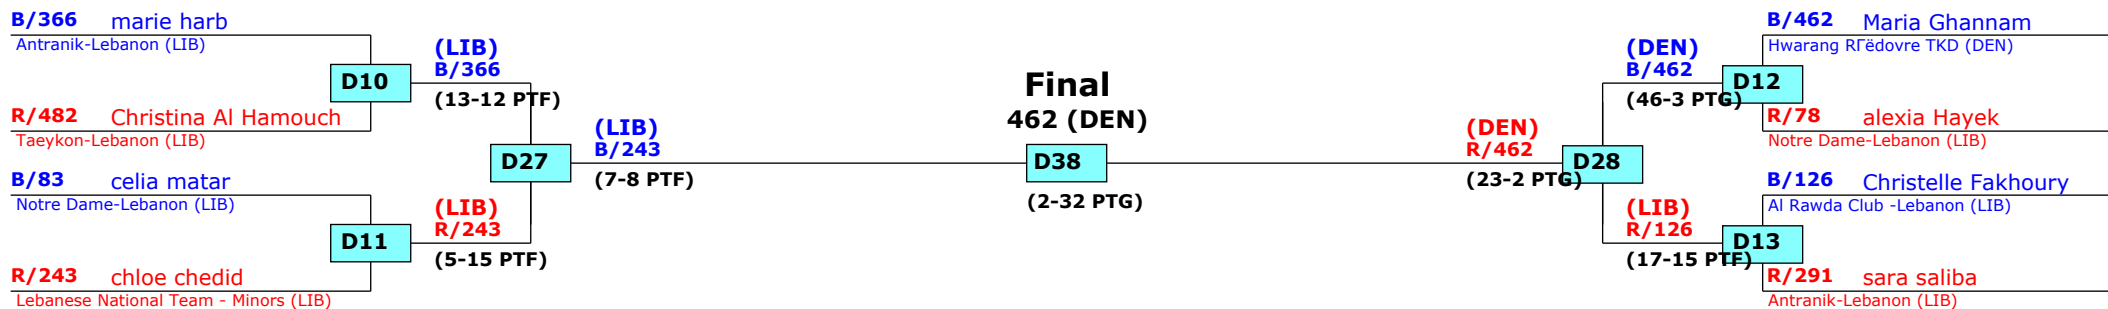 B/366 marie harb
Antranik-Lebanon (LIB)
D10
R/482 Christina Al Hamouch
Taeykon-Lebanon (LIB)
(LIB)
B/366
(13-12 PTF)
B/83 celia matar
Notre Dame-Lebanon (LIB)
D11
R/243 chloe chedid
Lebanese National Team - Minors (LIB)
(LIB)
R/243
(5-15 PTF)
D27
(LIB)
B/243
(7-8 PTF)
Final
462 (DEN)
D38
(2-32 PTG)
(DEN)
R/462
(23-2 PTG)
D28
(DEN)
B/462
(46-3 PTG)
D12
B/462 Maria Ghannam
Hwarang RГëdovre TKD (DEN)
R/78 alexia Hayek
Notre Dame-Lebanon (LIB)
(LIB)
R/126
(17-15 PTF)
D13
B/126 Christelle Fakhoury
Al Rawda Club -Lebanon (LIB)
R/291 sara saliba
Antranik-Lebanon (LIB)